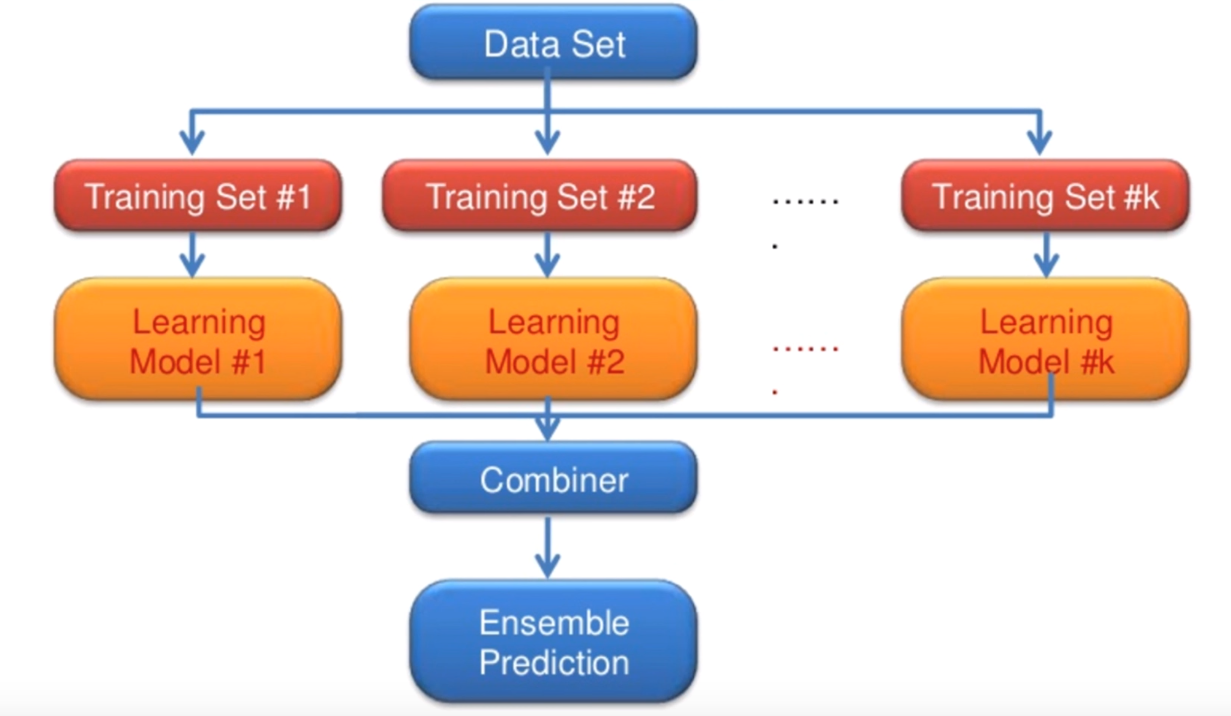 Data Set
Training Set #1
Training Set #2
.......
Training Set #k
Learning
Model #1
Learning
Model #2
.......
Learning
Model #k
Combiner
Ensemble
Prediction